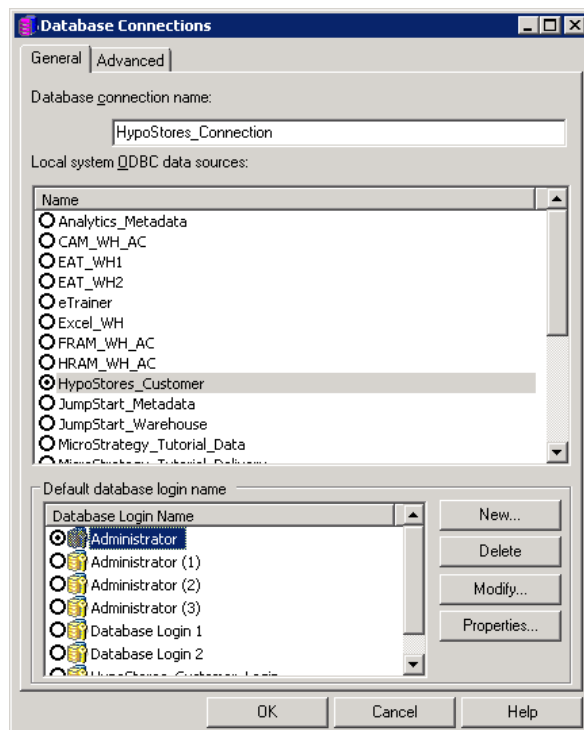 Database Connections
General Advanced
Database connection name:
HypoStores_Connection
Local system ODBC data sources:
Name
Analytics_Metadata
CAM_WH_AC
EAT_WH1
EAT_WH2
eTrainer
Excel_WH
FRAM_WH_AC
HRAM_WH_AC
HypoStores_Customer
JumpStart_Metadata
JumpStart_Warehouse
MicroStrategy_Tutorial_Data
MicroStrategy_Tutorial_Delivery
Default database login name
Database Login Name
Administrator
Administrator (1)
Administrator (2)
Administrator (3)
Database Login 1
Database Login 2
HypoStores_Customer_Login
New...
Delete
Modify...
Properties...
OK Cancel Help